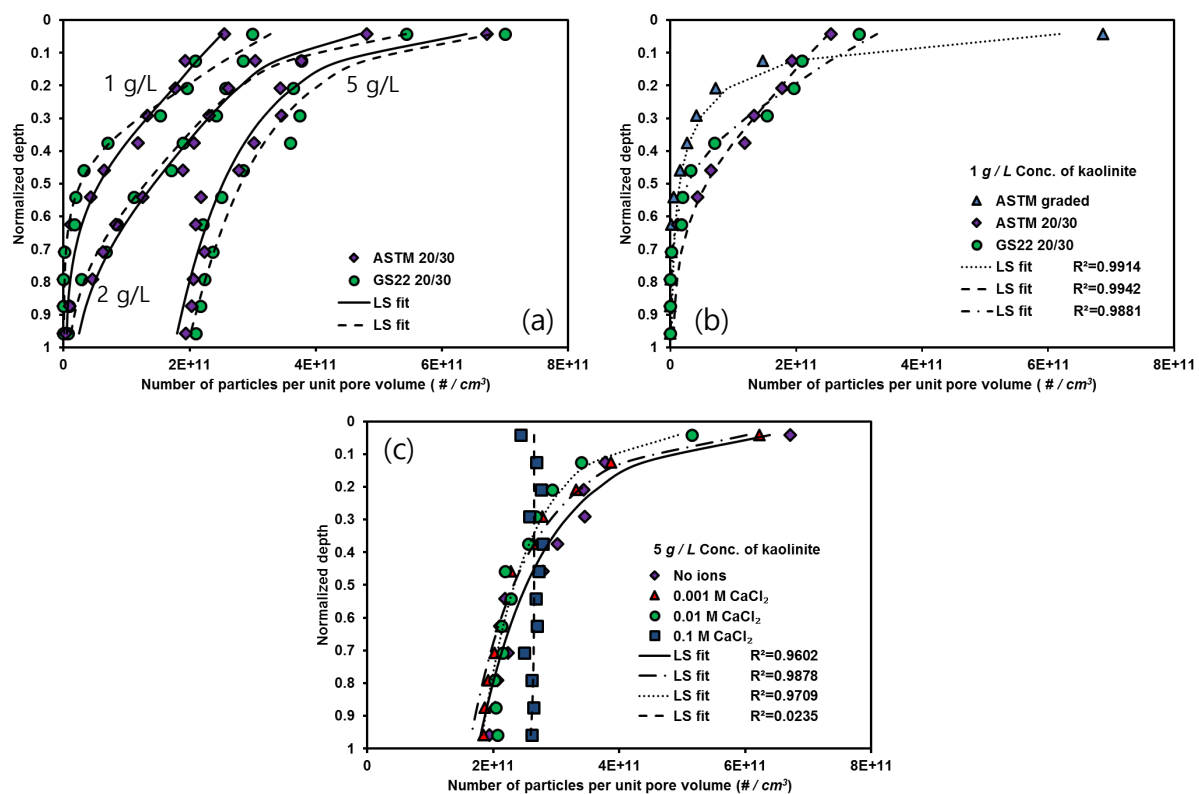 0
0.1
0.2
0.3
0.4
0.5
0.6
0.7
0.8
0.9
1
Normalized depth
1 g/L
5 g/L
2 g/L
ASTM 20/30
GS22 20/30
LS fit
LS fit
(a)
0 2E+11 4E+11 6E+11 8E+11
Number of particles per unit pore volume ( # / cm³)
0
0.1
0.2
0.3
0.4
0.5
0.6
0.7
0.8
0.9
1
Normalized depth
1 g / L Conc. of kaolinite
ASTM graded
ASTM 20/30
GS22 20/30
LS fit R²=0.9914
LS fit R²=0.9942
LS fit R²=0.9881
(b)
0 2E+11 4E+11 6E+11 8E+11
Number of particles per unit pore volume (# / cm³)
0
0.1
0.2
0.3
0.4
0.5
0.6
0.7
0.8
0.9
1
Normalized depth
(c)
5 g / L Conc. of kaolinite
No ions
0.001 M CaCl₂
0.01 M CaCl₂
0.1 M CaCl₂
LS fit R²=0.9602
LS fit R²=0.9878
LS fit R²=0.9709
LS fit R²=0.0235
0 2E+11 4E+11 6E+11 8E+11
Number of particles per unit pore volume (# / cm³)